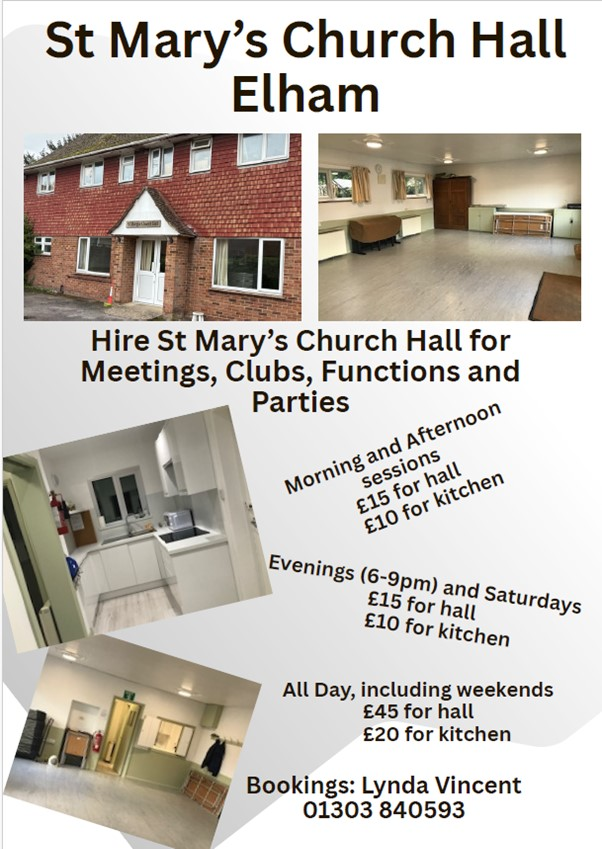 St Mary's Church Hall
Elham
Hire St Mary's Church Hall for
Meetings, Clubs, Functions and
Parties
Morning and Afternoon
sessions
£15 for hall
£10 for kitchen
Evenings (6-9pm) and Saturdays
£15 for hall
£10 for kitchen
All Day, including weekends
£45 for hall
£20 for kitchen
Bookings: Lynda Vincent
01303 840593